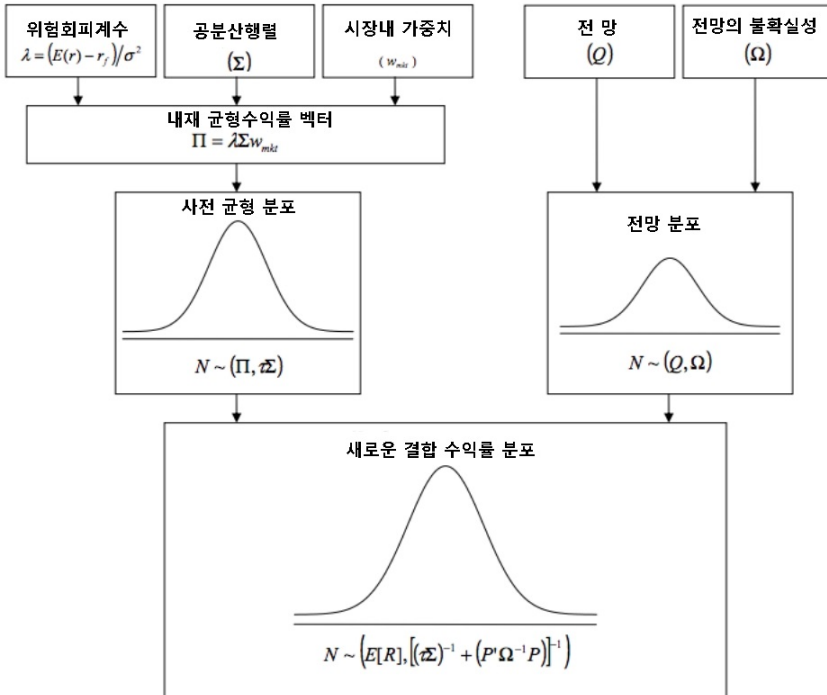 위험회피계수
λ = (E(r) − r_f)/σ²
공분산행렬
(Σ)
시장내 가중치
(w_mkt)
전 망
(Q)
전망의 불확실성
(Ω)
내재 균형수익률 벡터
Π = λΣw_mkt
사전 균형 분포
N ~ (Π, τΣ)
전망 분포
N ~ (Q, Ω)
새로운 결합 수익률 분포
N ~ (E[R], [(τΣ)⁻¹ + (P'Ω⁻¹P)]⁻¹)